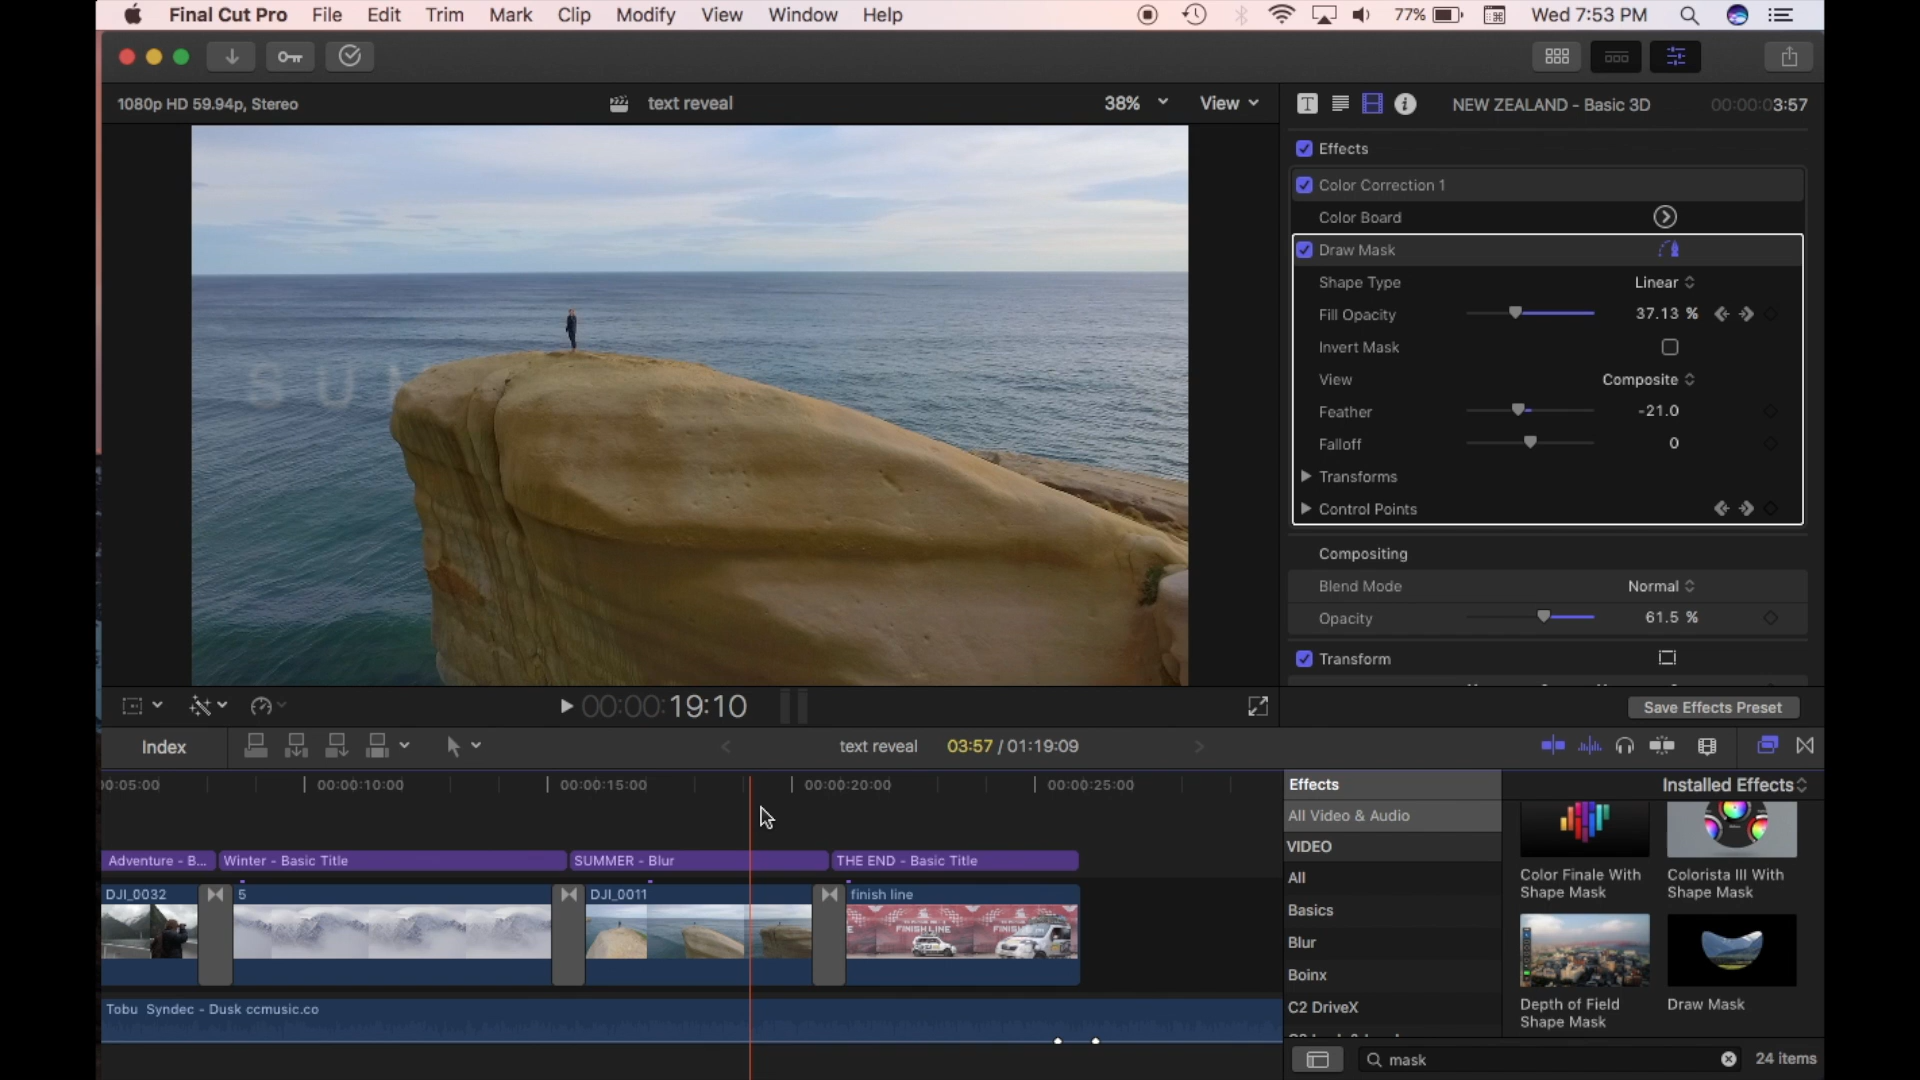 Final Cut Pro File Edit Trim Mark Clip Modify View Window Help 77% Wed 7:53 PM
1080p HD 59.94p, Stereo text reveal 38% View NEW ZEALAND - Basic 3D 00:00:03:57
Effects
Color Correction 1
Color Board
Draw Mask
Shape Type Linear
Fill Opacity 37.13 %
Invert Mask
View Composite
Feather -21.0
Falloff 0
Transforms
Control Points
Compositing
Blend Mode Normal
Opacity 61.5 %
Transform
SU
00:00:19:10
Save Effects Preset
Index text reveal 03:57 / 01:19:09
00:00:10:00 00:00:15:00 00:00:20:00 00:00:25:00
Adventure - B... Winter - Basic Title SUMMER - Blur THE END - Basic Title
DJI_0032 5 DJI_0011 finish line
FINISH LINE FINISH LINE
Tobu Syndec - Dusk ccmusic.co
Effects Installed Effects
All Video & Audio
VIDEO
All
Basics
Blur
Boinx
C2 DriveX
Color Finale With
Shape Mask
Colorista III With
Shape Mask
Depth of Field
Shape Mask
Draw Mask
mask 24 items